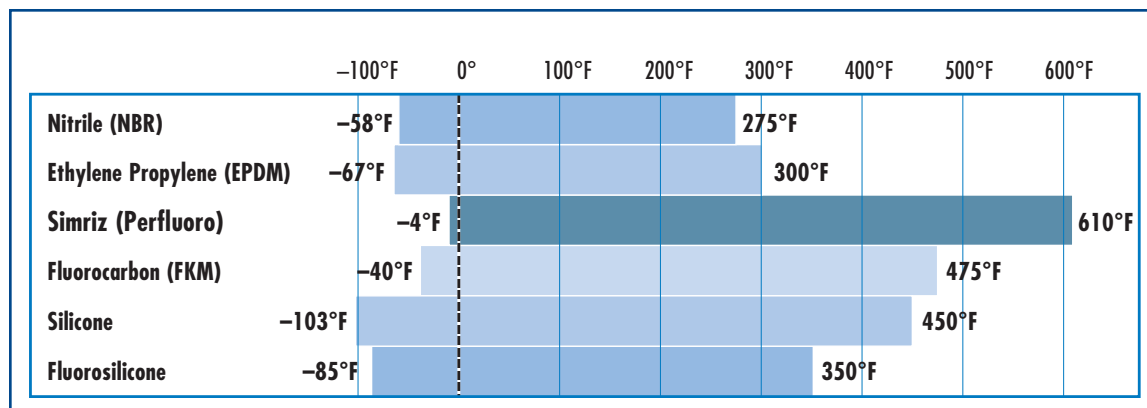 –100°F 0° 100°F 200°F 300°F 400°F 500°F 600°F
Nitrile (NBR) –58°F 275°F
Ethylene Propylene (EPDM) –67°F 300°F
Simriz (Perfluoro) –4°F 610°F
Fluorocarbon (FKM) –40°F 475°F
Silicone –103°F 450°F
Fluorosilicone –85°F 350°F